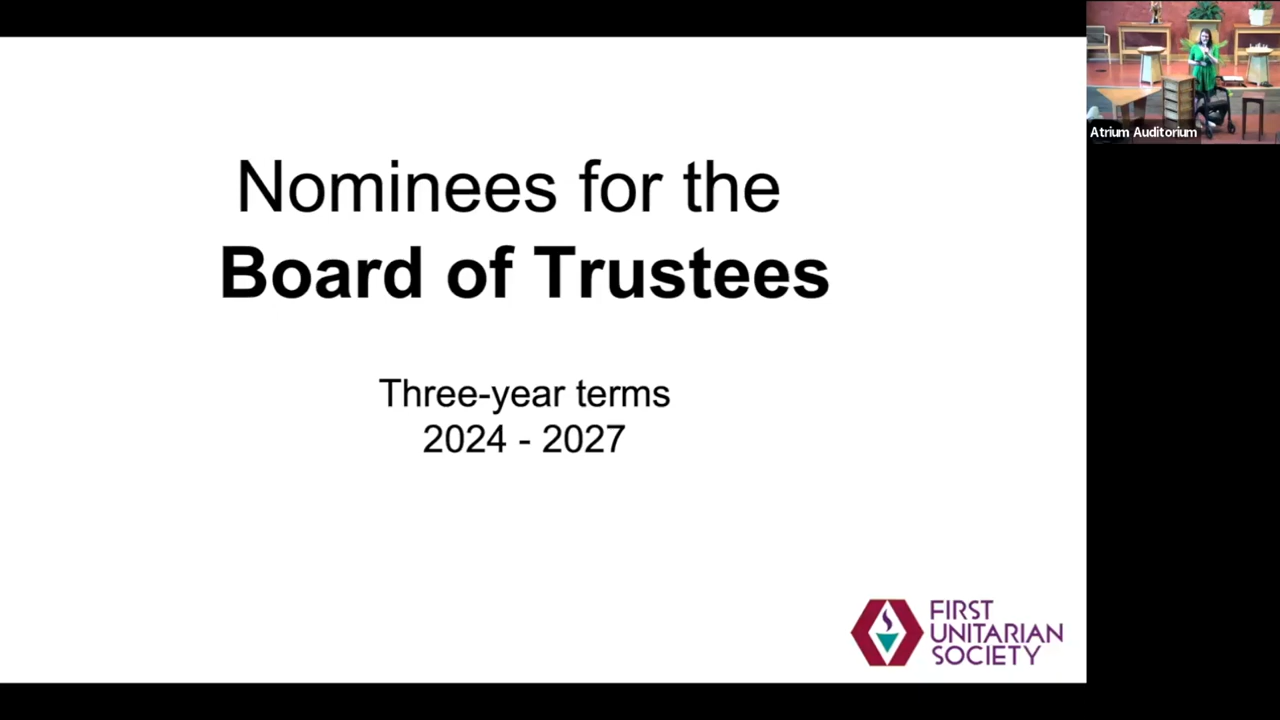 Nominees for the
Board of Trustees
Three-year terms
2024 - 2027
FIRST
UNITARIAN
SOCIETY
Atrium Auditorium